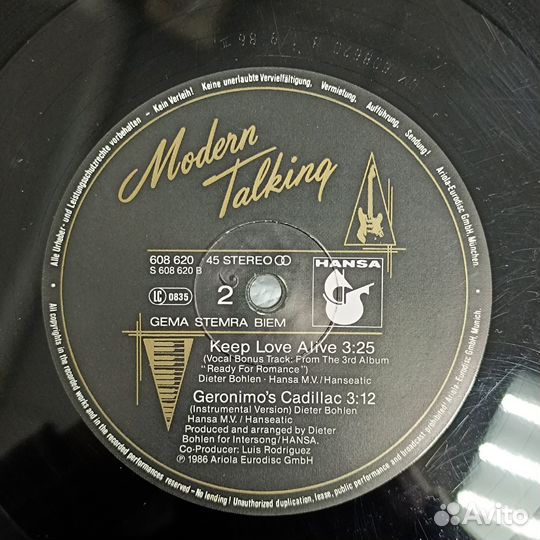 Alle Urheber- und Leistungsschutzrechte vorbehalten - Kein Verleih! - Keine unerlaubte Vervielfältigung, Vermietung, Aufführung, Sendung! Ariola-Eurodisc GmbH, München.
Modern
Talking
608 620 45 STEREO
S 608 620 B
LC 0835
2
HANSA
GEMA STEMRA BIEM
Keep Love Alive 3:25
(Vocal Bonus Track: From The 3rd Album
"Ready For Romance")
Dieter Bohlen · Hansa M.V./Hanseatic
Geronimo's Cadillac 3:12
(Instrumental Version) Dieter Bohlen
Hansa M.V. / Hanseatic
Produced and arranged by Dieter
Bohlen for Intersong/HANSA.
Co-Producer: Luis Rodriguez
℗ 1986 Ariola Eurodisc GmbH
All copyrights in the recorded works and in the recorded performances reserved - No lending! Unauthorized duplication, lease, public performance and broadcast prohibited! Ariola-Eurodisc GmbH, Munich.
Avito